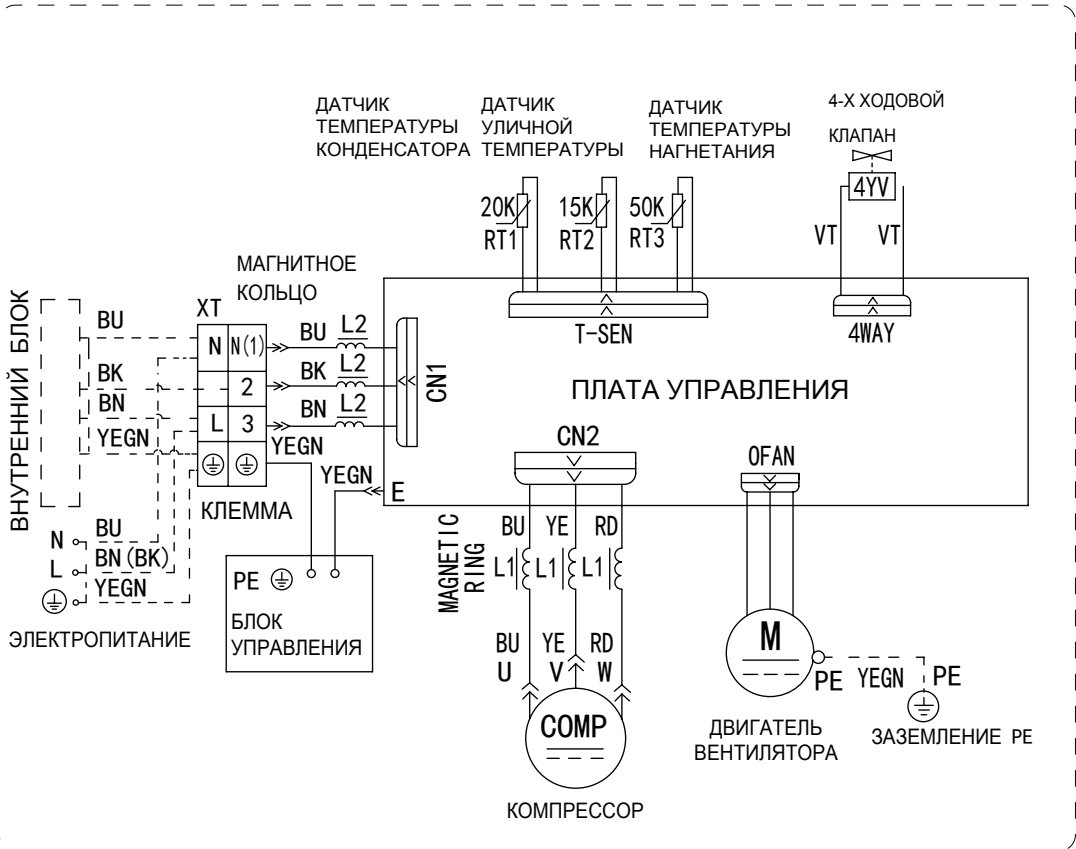 ДАТЧИК
ТЕМПЕРАТУРЫ
КОНДЕНСАТОРА
ДАТЧИК
УЛИЧНОЙ
ТЕМПЕРАТУРЫ
ДАТЧИК
ТЕМПЕРАТУРЫ
НАГНЕТАНИЯ
4-Х ХОДОВОЙ
КЛАПАН
4YV
20K
RT1
15K
RT2
50K
RT3
VT
VT
T-SEN
4WAY
МАГНИТНОЕ
КОЛЬЦО
ВНУТРЕННИЙ БЛОК
BU
BK
BN
YEGN
XT
N
N(1)
2
L
3
КЛЕММА
BU
L2
BK
L2
BN
L2
YEGN
CN1
ПЛАТА УПРАВЛЕНИЯ
YEGN
E
CN2
OFAN
N
BU
L
BN(BK)
YEGN
ЭЛЕКТРОПИТАНИЕ
PE
БЛОК
УПРАВЛЕНИЯ
MAGNETIC
RING
BU
YE
RD
L1
L1
L1
BU
YE
RD
U
V
W
COMP
КОМПРЕССОР
M
PE
YEGN
PE
ДВИГАТЕЛЬ
ВЕНТИЛЯТОРА
ЗАЗЕМЛЕНИЕ PE